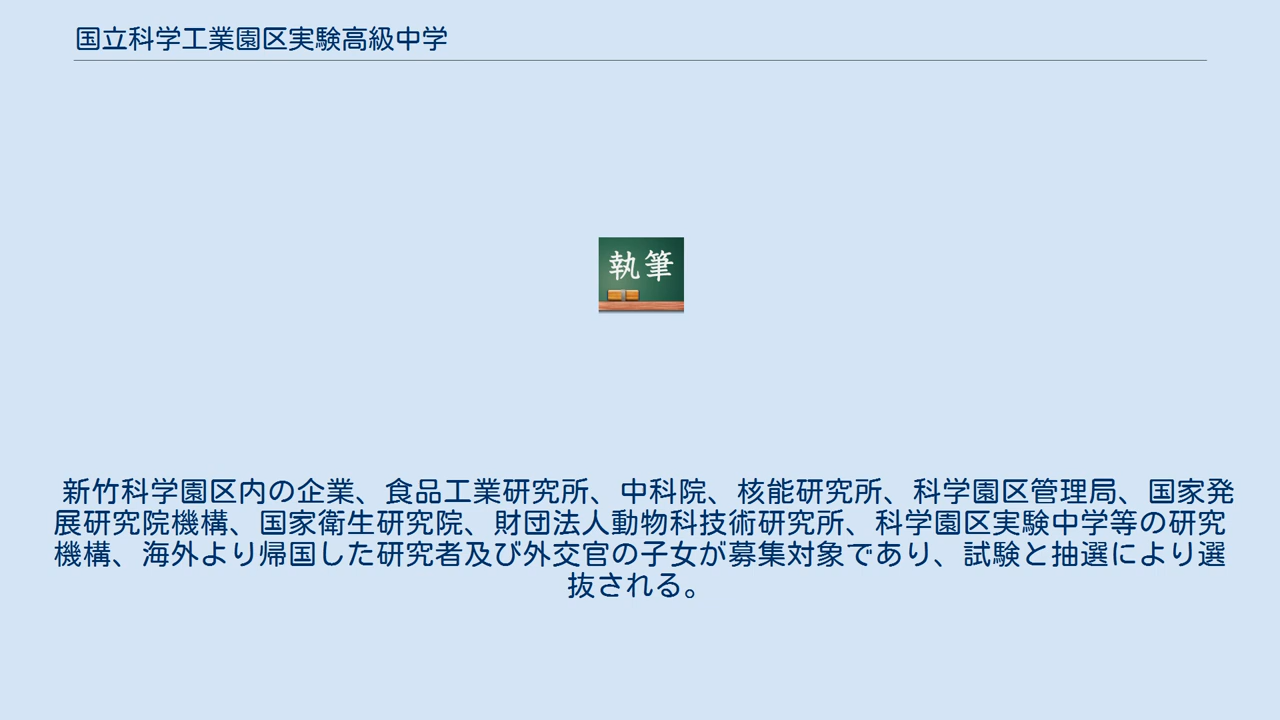 国立科学工業園区実験高級中学
執筆
新竹科学園区内の企業、食品工業研究所、中科院、核能研究所、科学園区管理局、国家発
展研究院機構、国家衛生研究院、財団法人動物科技術研究所、科学園区実験中学等の研究
機構、海外より帰国した研究者及び外交官の子女が募集対象であり、試験と抽選により選
抜される。